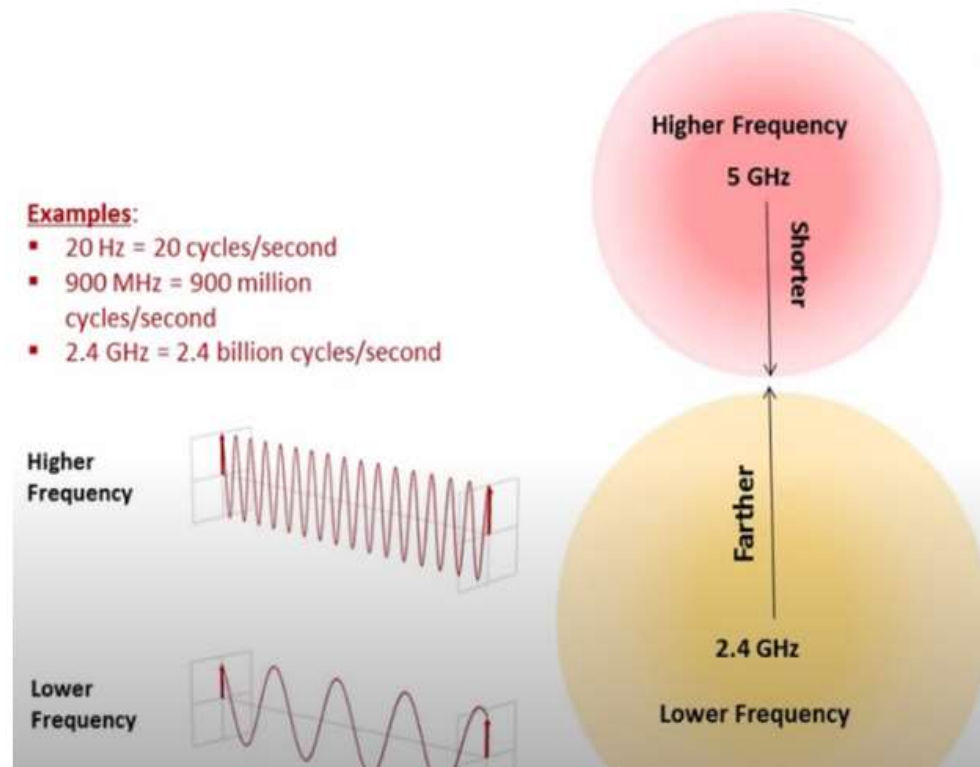 Examples:
▪ 20 Hz = 20 cycles/second
▪ 900 MHz = 900 million
cycles/second
▪ 2.4 GHz = 2.4 billion cycles/second
Higher
Frequency
Lower
Frequency
Higher Frequency
5 GHz
Shorter
Farther
2.4 GHz
Lower Frequency